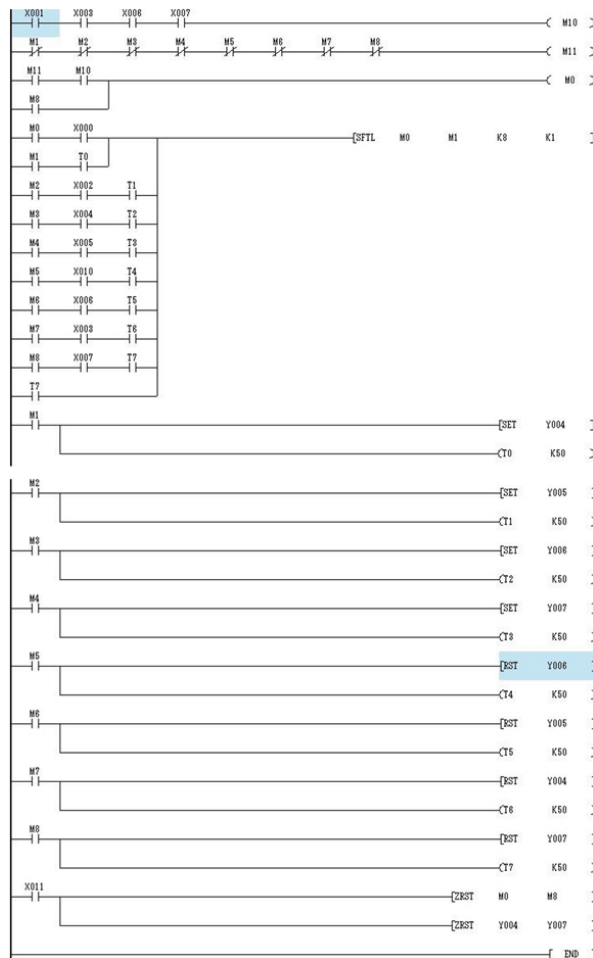 X001 X003 X006 X007 M10
M1 M2 M3 M4 M5 M6 M7 M8 M11
M11 M10 M0
M8
M0 X000 SFTL M0 M1 K8 K1
M1 T0
M2 X002 T1
M3 X004 T2
M4 X005 T3
M5 X010 T4
M6 X006 T5
M7 X003 T6
M8 X007 T7
T7
M1 SET Y004
T0 K50
M2 SET Y005
T1 K50
M3 SET Y006
T2 K50
M4 SET Y007
T3 K50
M5 RST Y006
T4 K50
M6 RST Y005
T5 K50
M7 RST Y004
T6 K50
M8 RST Y007
T7 K50
X011 ZRST M0 M8
ZRST Y004 Y007
END